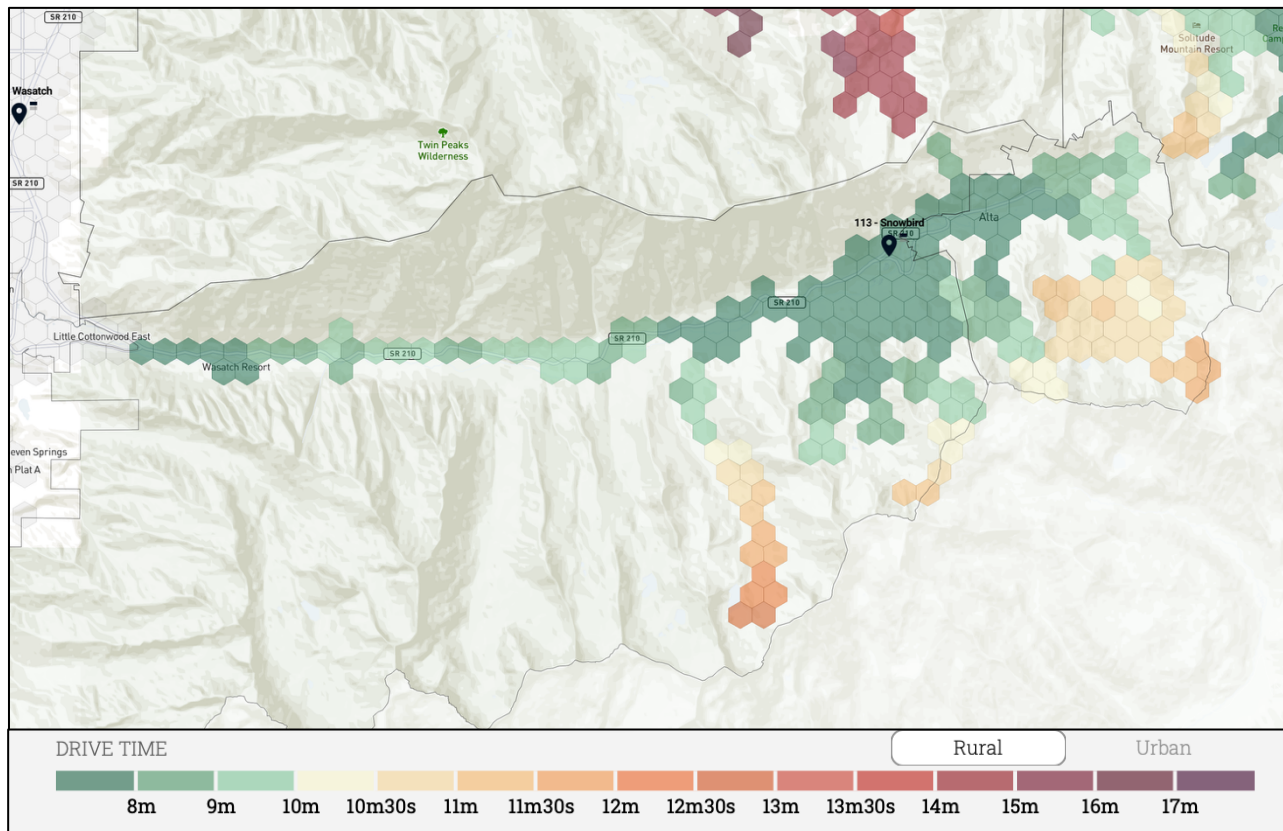 SR 210
Solitude
Mountain Resort
Wasatch
Twin Peaks
Wilderness
SR 210
113 - Snowbird
Alta
SR 210
SR 210
Little Cottonwood East
SR 210
SR 210
Wasatch Resort
even Springs
n Plat A
DRIVE TIME
Rural
Urban
8m
9m
10m
10m30s
11m
11m30s
12m
12m30s
13m
13m30s
14m
15m
16m
17m